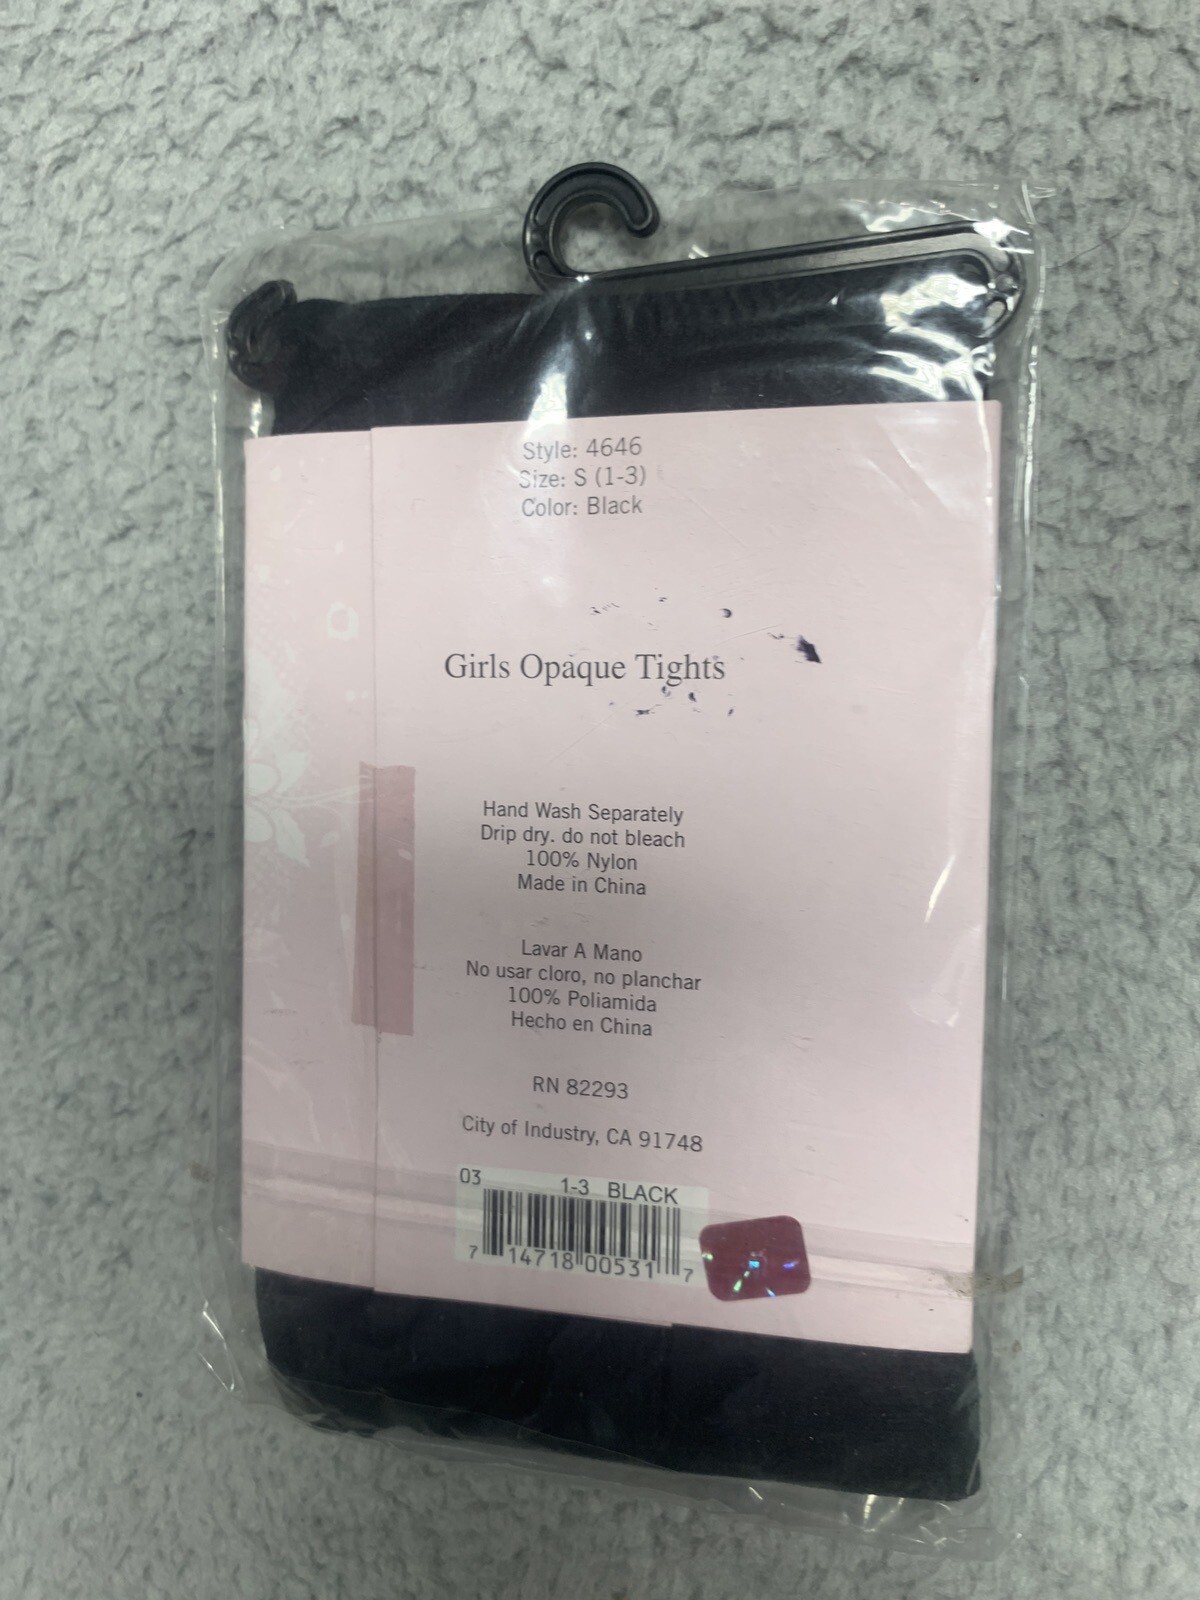 Style: 4646
Size: S (1-3)
Color: Black
Girls Opaque Tights
Hand Wash Separately
Drip dry. do not bleach
100% Nylon
Made in China
Lavar A Mano
No usar cloro, no planchar
100% Poliamida
Hecho en China
RN 82293
City of Industry, CA 91748
03 1-3 BLACK
7 14718 00531 7